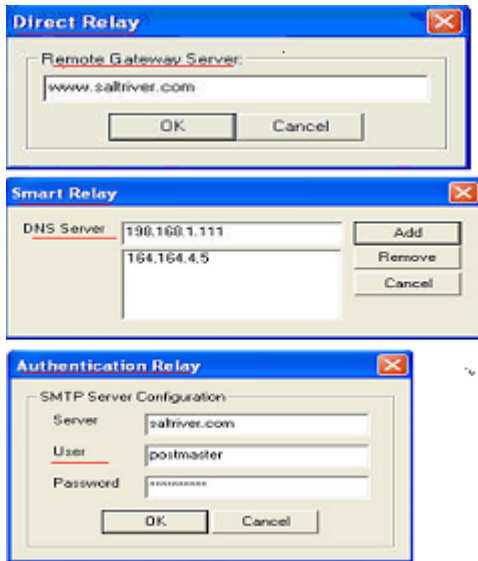 Direct Relay
Remote Gateway Server:
www.saltriver.com
OK Cancel
Smart Relay
DNS Server 198.168.1.111 Add
164.164.4.5 Remove
Cancel
Authentication Relay
SMTP Server Configuration
Server saltriver.com
User postmaster
Password **********
OK Cancel